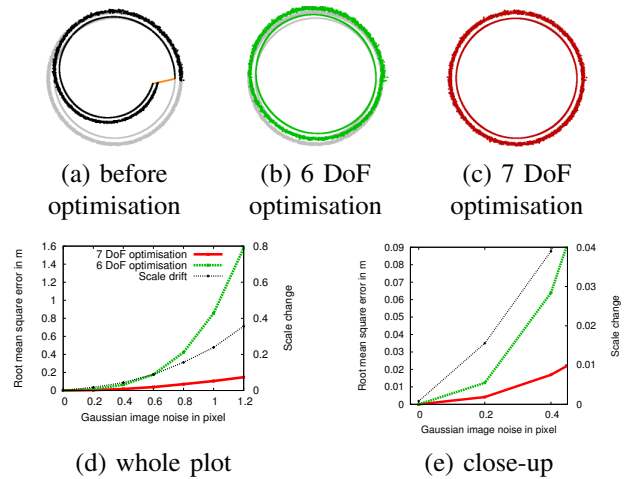 (a) before optimisation
(b) 6 DoF optimisation
(c) 7 DoF optimisation
Root mean square error in m
1.6
1.4
1.2
1
0.8
0.6
0.4
0.2
0
7 DoF optimisation
6 DoF optimisation
Scale drift
0.8
0.6
0.4
0.2
0
Scale change
0 0.2 0.4 0.6 0.8 1.0 1.2
Gaussian image noise in pixel
(d) whole plot
Root mean square error in m
0.09
0.08
0.07
0.06
0.05
0.04
0.03
0.02
0.01
0
0.04
0.03
0.02
0.01
0
Scale change
0 0.2 0.4
Gaussian image noise in pixel
(e) close-up